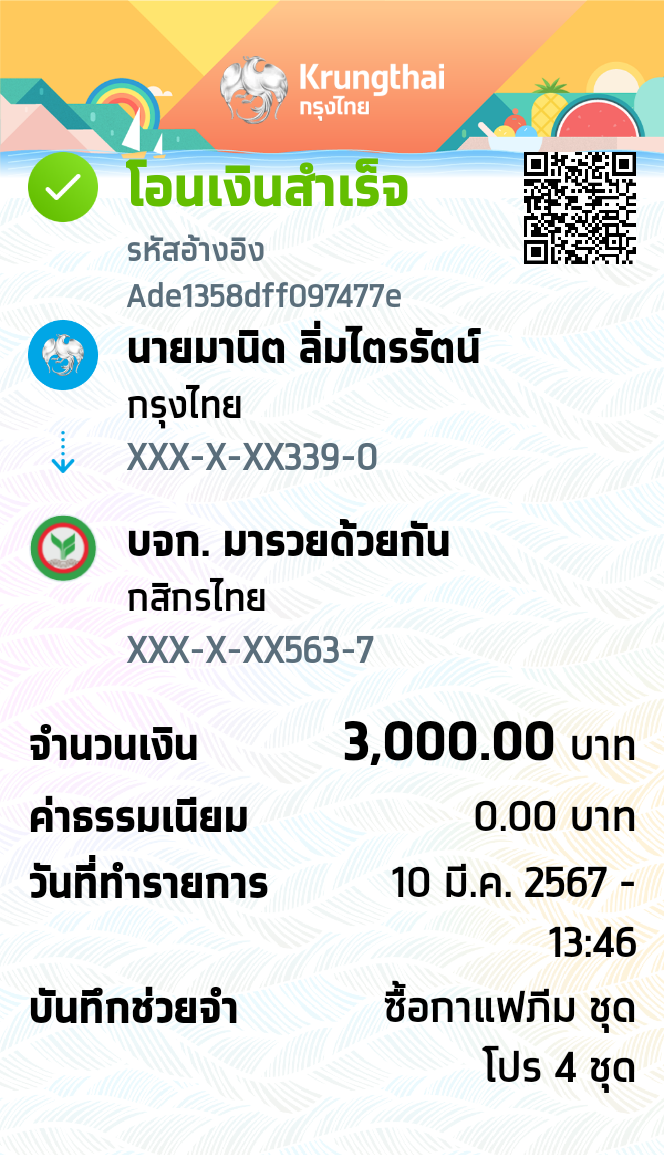 Krungthai
กรุงไทย
โอนเงินสำเร็จ
รหัสอ้างอิง
Ade1358dff097477e
นายมานิต ลิ่มไตรรัตน์
กรุงไทย
XXX-X-XX339-0
บจก. มารวยด้วยกัน
กสิกรไทย
XXX-X-XX563-7
จำนวนเงิน 3,000.00 บาท
ค่าธรรมเนียม 0.00 บาท
วันที่ทำรายการ 10 มี.ค. 2567 -
13:46
บันทึกช่วยจำ ซื้อกาแฟภีม ชุด
โปร 4 ชุด